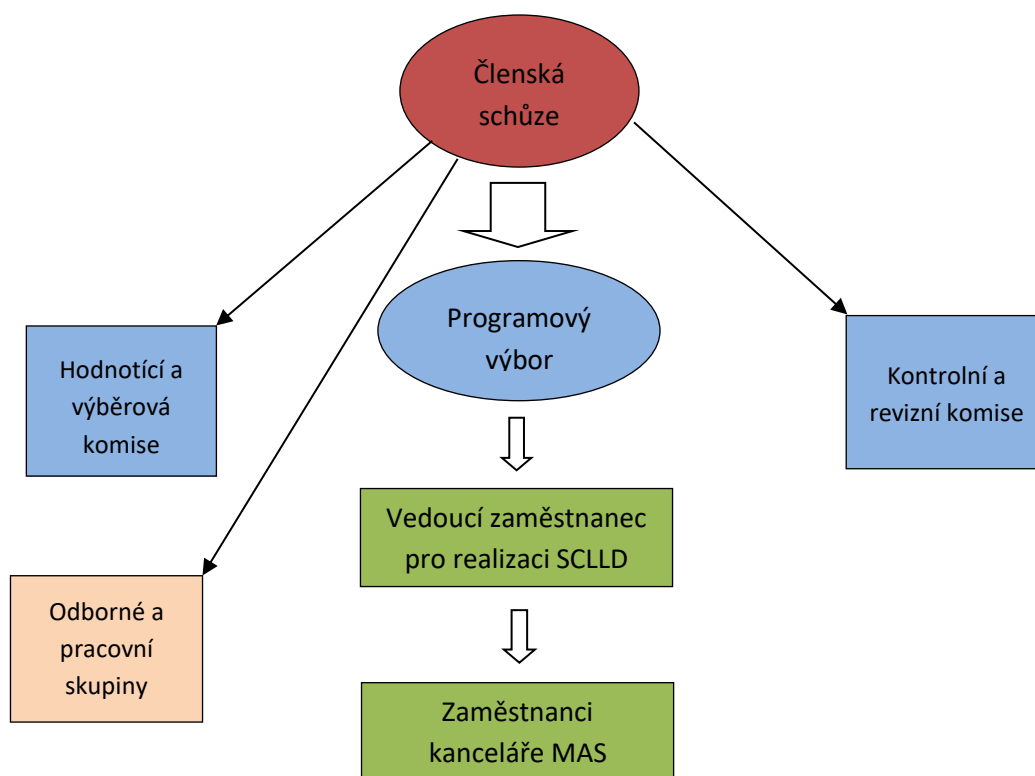 Členská
schůze
Programový
výbor
Hodnotící a
výběrová
komise
Kontrolní a
revizní komise
Vedoucí zaměstnanec
pro realizaci SCLLD
Odborné a
pracovní
skupiny
Zaměstnanci
kanceláře MAS